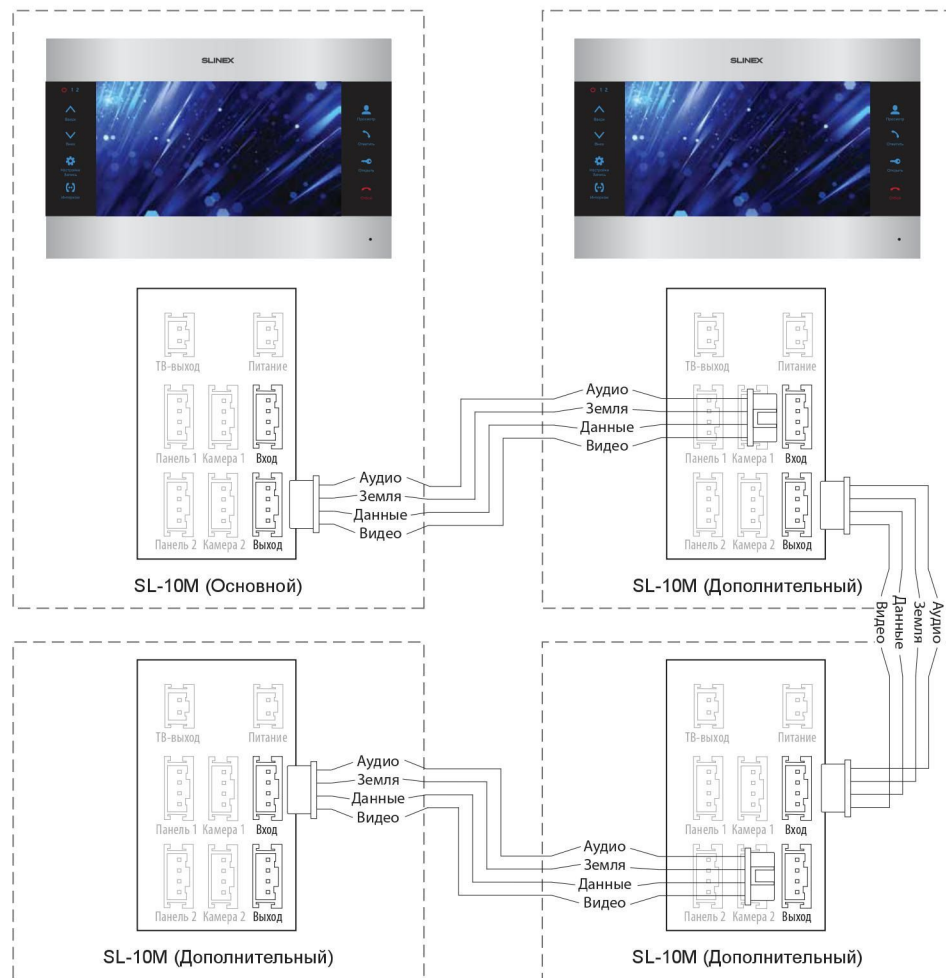 SLINEX
1 2
SLINEX
1 2
ТВ-выход
Питание
Панель 1
Камера 1
Вход
Панель 2
Камера 2
Выход
Аудио
Земля
Данные
Видео
SL-10M (Основной)
Аудио
Земля
Данные
Видео
ТВ-выход
Питание
Панель 1
Камера 1
Вход
Панель 2
Камера 2
Выход
SL-10M (Дополнительный)
Видео
Данные
Земля
Аудио
ТВ-выход
Питание
Панель 1
Камера 1
Вход
Панель 2
Камера 2
Выход
Аудио
Земля
Данные
Видео
SL-10M (Дополнительный)
Аудио
Земля
Данные
Видео
ТВ-выход
Питание
Панель 1
Камера 1
Вход
Панель 2
Камера 2
Выход
SL-10M (Дополнительный)